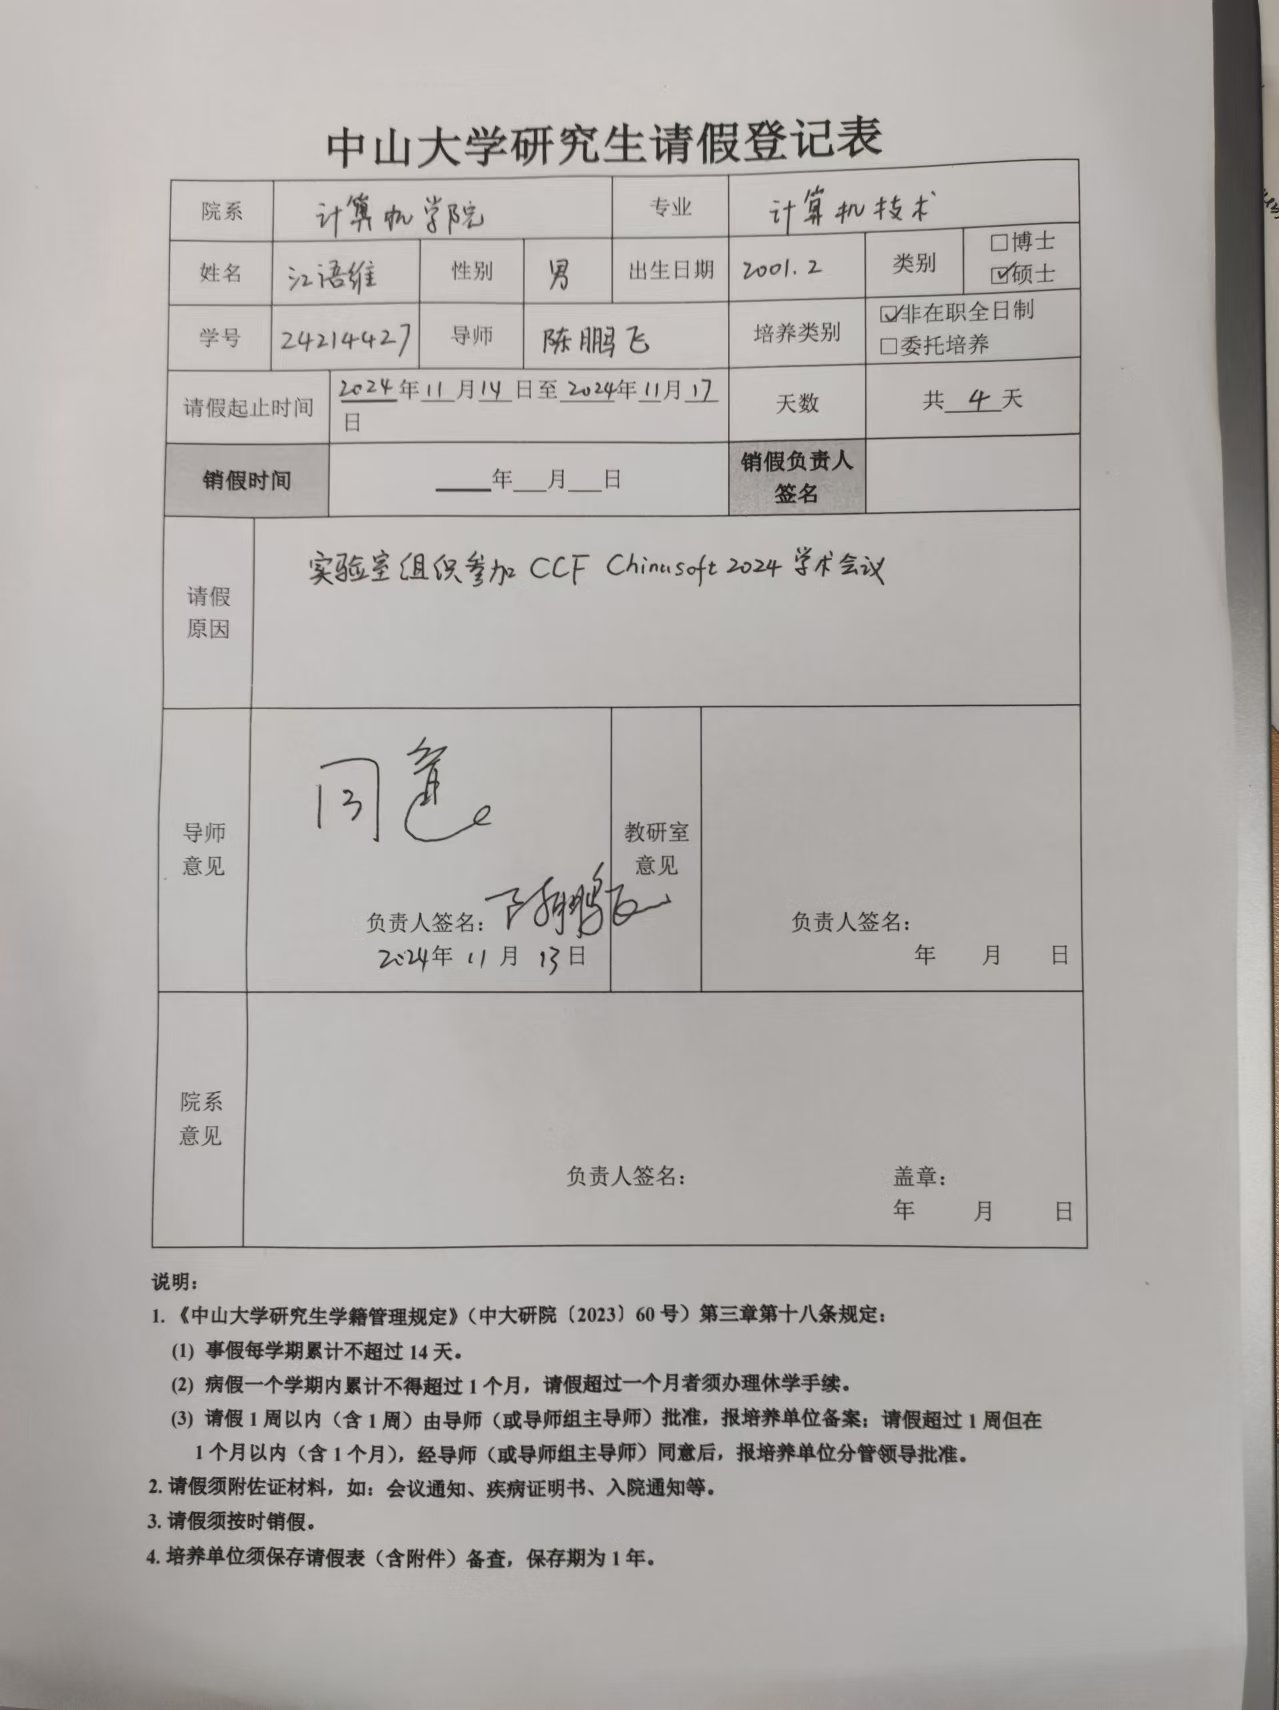 中山大学研究生请假登记表
院系 计算机学院 专业 计算机技术
姓名 江语维 性别 男 出生日期 2001.2 类别 □博士 ☑硕士
学号 24214427 导师 陈鹏飞 培养类别 ☑非在职全日制 □委托培养
请假起止时间 2024年11月14日至2024年11月17日 天数 共4天
销假时间 ____年___月___日 销假负责人签名
请假原因 实验室组织参加 CCF Chinasoft 2024 学术会议
导师意见 同意 教研室意见
负责人签名：陈鹏飞 负责人签名：
2024年 11 月 13日 年 月 日
院系意见
负责人签名： 盖章：
年 月 日
说明：
1.《中山大学研究生学籍管理规定》（中大研院〔2023〕60 号）第三章第十八条规定：
(1) 事假每学期累计不超过 14 天。
(2) 病假一个学期内累计不得超过 1 个月，请假超过一个月者须办理休学手续。
(3) 请假 1 周以内（含 1 周）由导师（或导师组主导师）批准，报培养单位备案；请假超过 1 周但在
1 个月以内（含 1 个月），经导师（或导师组主导师）同意后，报培养单位分管领导批准。
2. 请假须附佐证材料，如：会议通知、疾病证明书、入院通知等。
3. 请假须按时销假。
4. 培养单位须保存请假表（含附件）备查，保存期为 1 年。